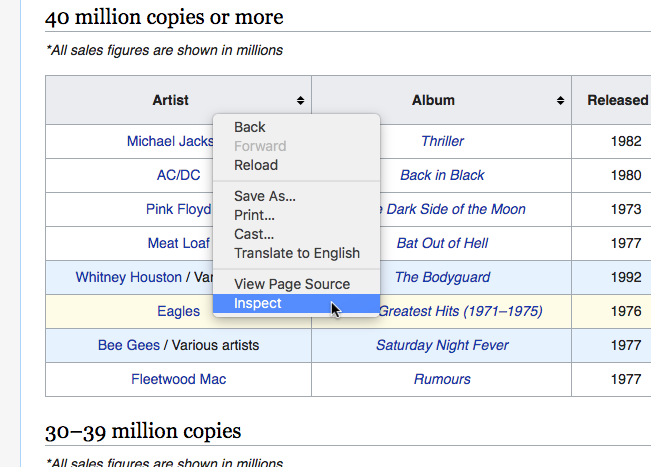 40 million copies or more
*All sales figures are shown in millions
Artist Album Released
Michael Jacks Thriller 1982
AC/DC Back in Black 1980
Pink Floyd Dark Side of the Moon 1973
Meat Loaf Bat Out of Hell 1977
Whitney Houston / Var The Bodyguard 1992
Eagles Greatest Hits (1971–1975) 1976
Bee Gees / Various artists Saturday Night Fever 1977
Fleetwood Mac Rumours 1977
Back
Forward
Reload
Save As...
Print...
Cast...
Translate to English
View Page Source
Inspect
30–39 million copies
*All sales figures are shown in millions